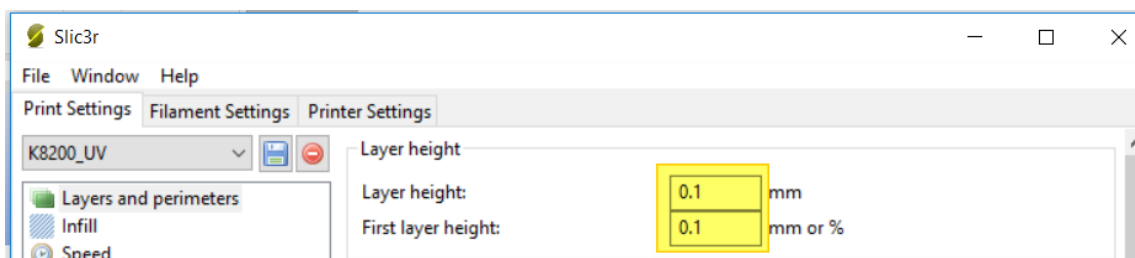 Slic3r
File Window Help
Print Settings Filament Settings Printer Settings
K8200_UV
Layer height
Layers and perimeters
Layer height: 0.1 mm
Infill
First layer height: 0.1 mm or %
Speed